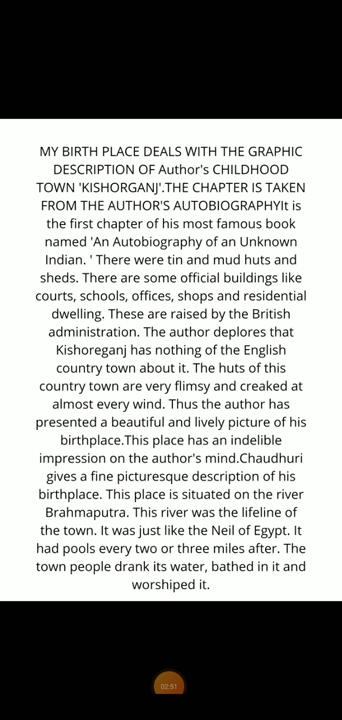 MY BIRTH PLACE DEALS WITH THE GRAPHIC
DESCRIPTION OF Author's CHILDHOOD
TOWN 'KISHORGANJ'.THE CHAPTER IS TAKEN
FROM THE AUTHOR'S AUTOBIOGRAPHYIt is
the first chapter of his most famous book
named 'An Autobiography of an Unknown
Indian. ' There were tin and mud huts and
sheds. There are some official buildings like
courts, schools, offices, shops and residential
dwelling. These are raised by the British
administration. The author deplores that
Kishoreganj has nothing of the English
country town about it. The huts of this
country town are very flimsy and creaked at
almost every wind. Thus the author has
presented a beautiful and lively picture of his
birthplace.This place has an indelible
impression on the author's mind.Chaudhuri
gives a fine picturesque description of his
birthplace. This place is situated on the river
Brahmaputra. This river was the lifeline of
the town. It was just like the Neil of Egypt. It
had pools every two or three miles after. The
town people drank its water, bathed in it and
worshiped it.
02:51